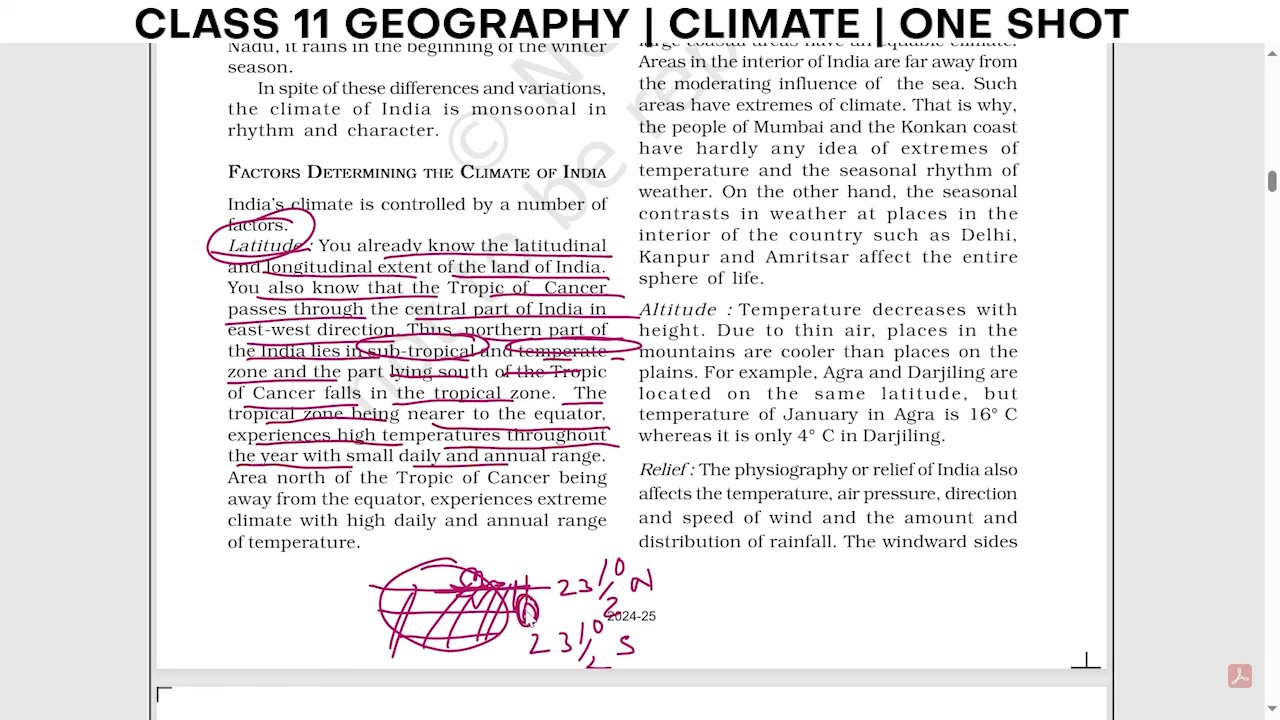 CLASS 11 GEOGRAPHY | CLIMATE | ONE SHOT
Nadu, it rains in the beginning of the winter
season.
In spite of these differences and variations,
the climate of India is monsoonal in
rhythm and character.
FACTORS DETERMINING THE CLIMATE OF INDIA
India's climate is controlled by a number of
factors.
Latitude : You already know the latitudinal
and longitudinal extent of the land of India.
You also know that the Tropic of Cancer
passes through the central part of India in
east-west direction. Thus, northern part of
the India lies in sub-tropical and temperate
zone and the part lying south of the Tropic
of Cancer falls in the tropical zone. The
tropical zone being nearer to the equator,
experiences high temperatures throughout
the year with small daily and annual range.
Area north of the Tropic of Cancer being
away from the equator, experiences extreme
climate with high daily and annual range
of temperature.
large coastal areas have an equable climate.
Areas in the interior of India are far away from
the moderating influence of the sea. Such
areas have extremes of climate. That is why,
the people of Mumbai and the Konkan coast
have hardly any idea of extremes of
temperature and the seasonal rhythm of
weather. On the other hand, the seasonal
contrasts in weather at places in the
interior of the country such as Delhi,
Kanpur and Amritsar affect the entire
sphere of life.
Altitude : Temperature decreases with
height. Due to thin air, places in the
mountains are cooler than places on the
plains. For example, Agra and Darjiling are
located on the same latitude, but
temperature of January in Agra is 16° C
whereas it is only 4° C in Darjiling.
Relief : The physiography or relief of India also
affects the temperature, air pressure, direction
and speed of wind and the amount and
distribution of rainfall. The windward sides
23 1/2° N
2024-25
23 1/2° S